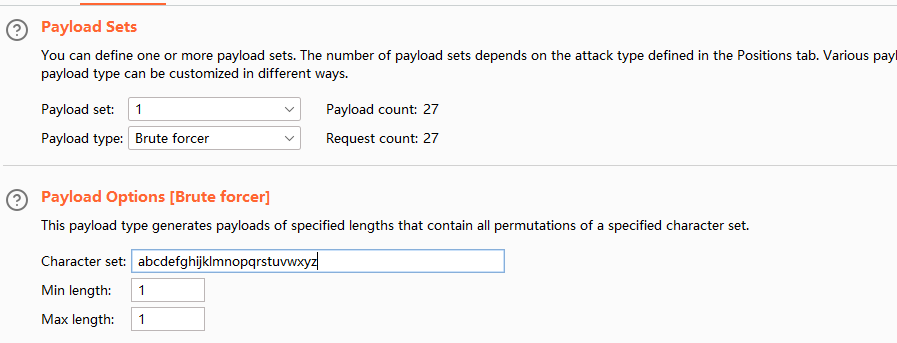 Payload Sets
You can define one or more payload sets. The number of payload sets depends on the attack type defined in the Positions tab. Various payl
payload type can be customized in different ways.
Payload set: 1 Payload count: 27
Payload type: Brute forcer Request count: 27
Payload Options [Brute forcer]
This payload type generates payloads of specified lengths that contain all permutations of a specified character set.
Character set: abcdefghijklmnopqrstuvwxyz
Min length: 1
Max length: 1